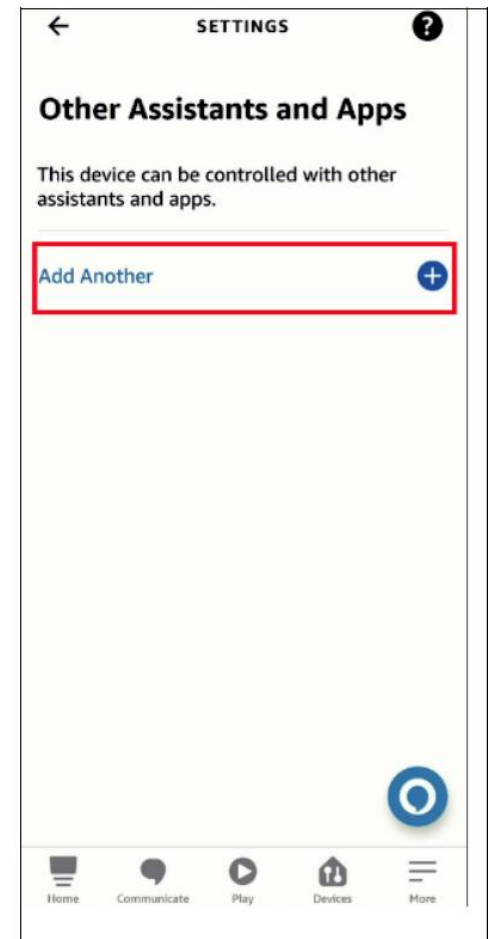 SETTINGS
Other Assistants and Apps
This device can be controlled with other
assistants and apps.
Add Another
Home Communicate Play Devices More